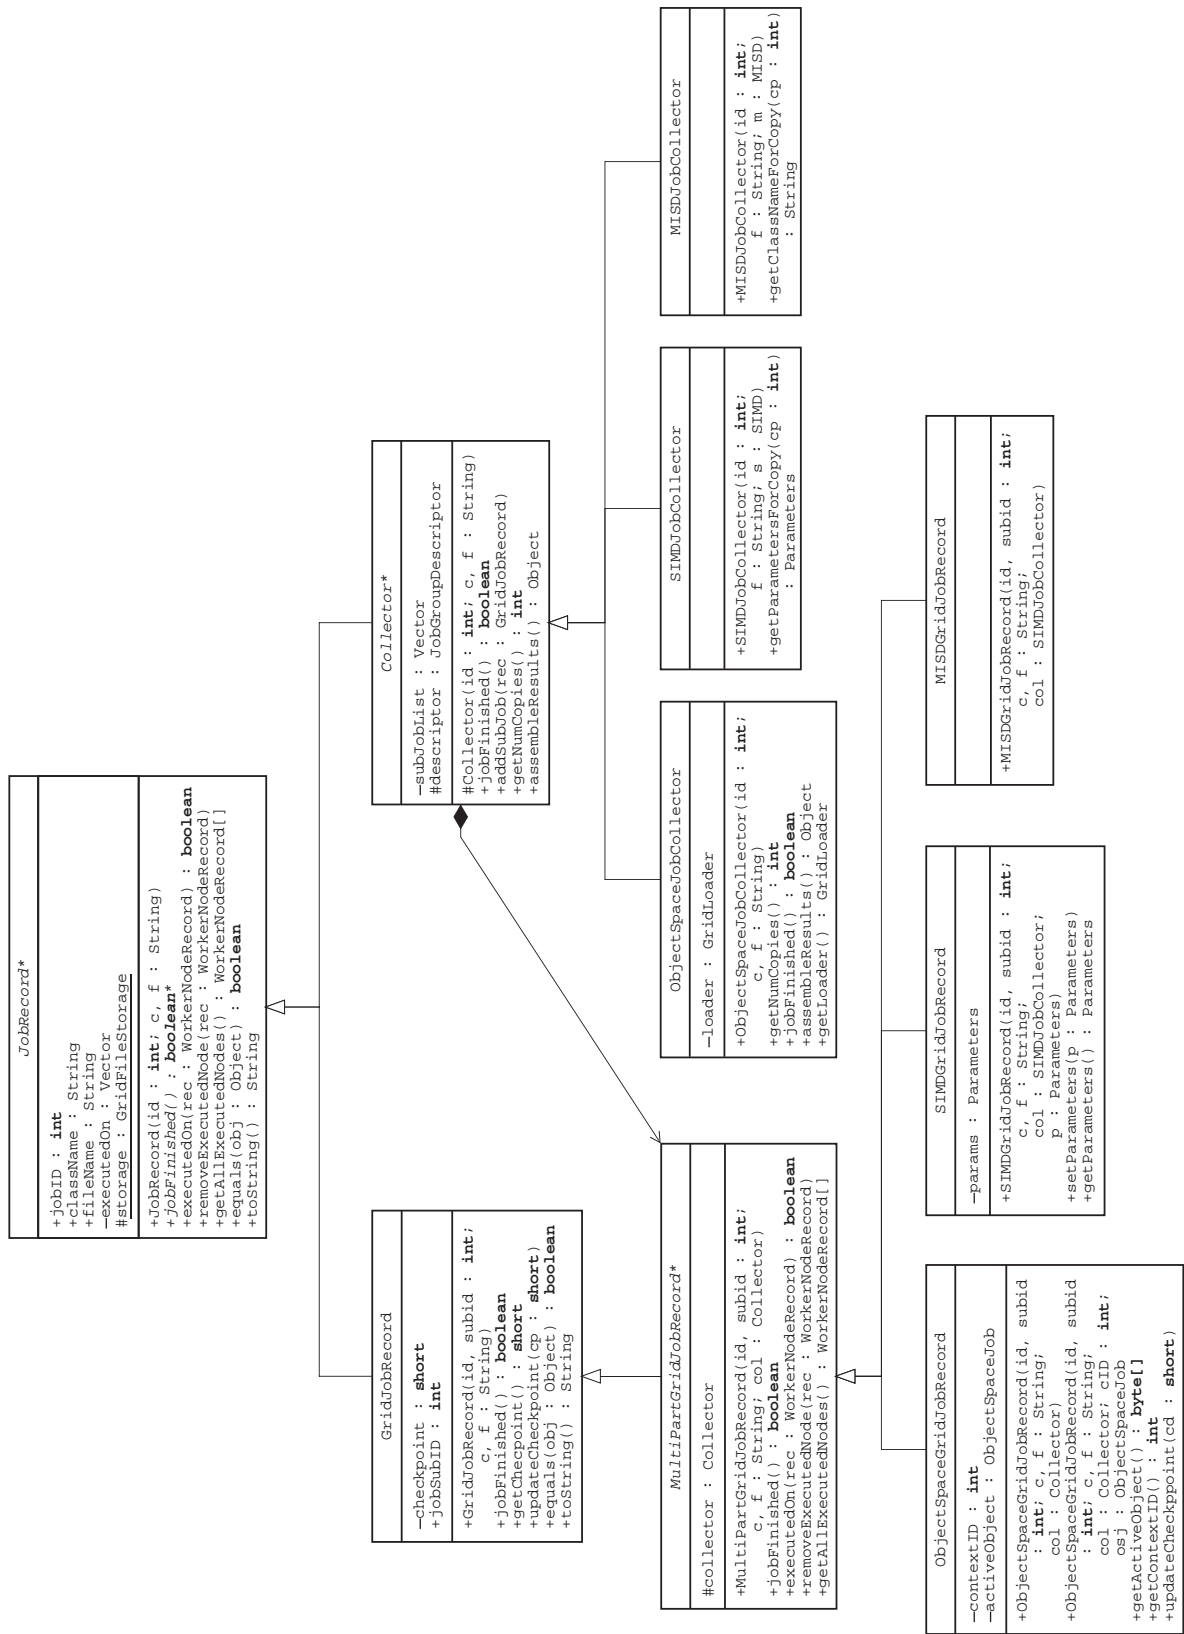 JobRecord*
+jobID : int
+className : String
+fileName : String
−executedOn : Vector
#storage : GridFileStorage
+JobRecord(id : int; c, f : String)
+jobFinished() : boolean*
+executedOn(rec : WorkerNodeRecord) : boolean
+removeExecutedNode(rec : WorkerNodeRecord)
+getAllExecutedNodes() : WorkerNodeRecord[]
+equals(obj : Object) : boolean
+toString() : String
GridJobRecord
−checkpoint : short
+jobSubID : int
+GridJobRecord(id, subid : int;
c, f : String)
+jobFinished() : boolean
+getChecpoint() : short
+updateCheckpoint(cp : short)
+equals(obj : Object) : boolean
+toString() : String
Collector*
−subJobList : Vector
#descriptor : JobGroupDescriptor
#Collector(id : int; c, f : String)
+jobFinished() : boolean
+addSubJob(rec : GridJobRecord)
+getNumCopies() : int
+assembleResults() : Object
MultiPartGridJobRecord*
#collector : Collector
+MultiPartGridJobRecord(id, subid : int;
c, f : String; col : Collector)
+jobFinished() : boolean
+executedOn(rec : WorkerNodeRecord) : boolean
+removeExecutedNode(rec : WorkerNodeRecord)
+getAllExecutedNodes() : WorkerNodeRecord[]
ObjectSpaceJobCollector
−loader : GridLoader
+ObjectSpaceJobCollector(id : int;
c, f : String)
+getNumCopies() : int
+jobFinished() : boolean
+assembleResults() : Object
+getLoader() : GridLoader
SIMDJobCollector
+SIMDJobCollector(id : int;
f : String; s : SIMD)
+getParametersForCopy(cp : int)
: Parameters
MISDJobCollector
+MISDJobCollector(id : int;
f : String; m : MISD)
+getClassNameForCopy(cp : int)
: String
ObjectSpaceGridJobRecord
−contextID : int
−activeObject : ObjectSpaceJob
+ObjectSpaceGridJobRecord(id, subid
: int; c, f : String;
col : Collector)
+ObjectSpaceGridJobRecord(id, subid
: int; c, f : String;
col : Collector; cID : int;
osj : ObjectSpaceJob
+getActiveObject() : byte[]
+getContextID() : int
+updateCheckppoint(cd : short)
SIMDGridJobRecord
−params : Parameters
+SIMDGridJobRecord(id, subid : int;
c, f : String;
col : SIMDJobCollector;
p : Parameters)
+setParameters(p : Parameters)
+getParameters() : Parameters
MISDGridJobRecord
+MISDGridJobRecord(id, subid : int;
c, f : String;
col : SIMDJobCollector)